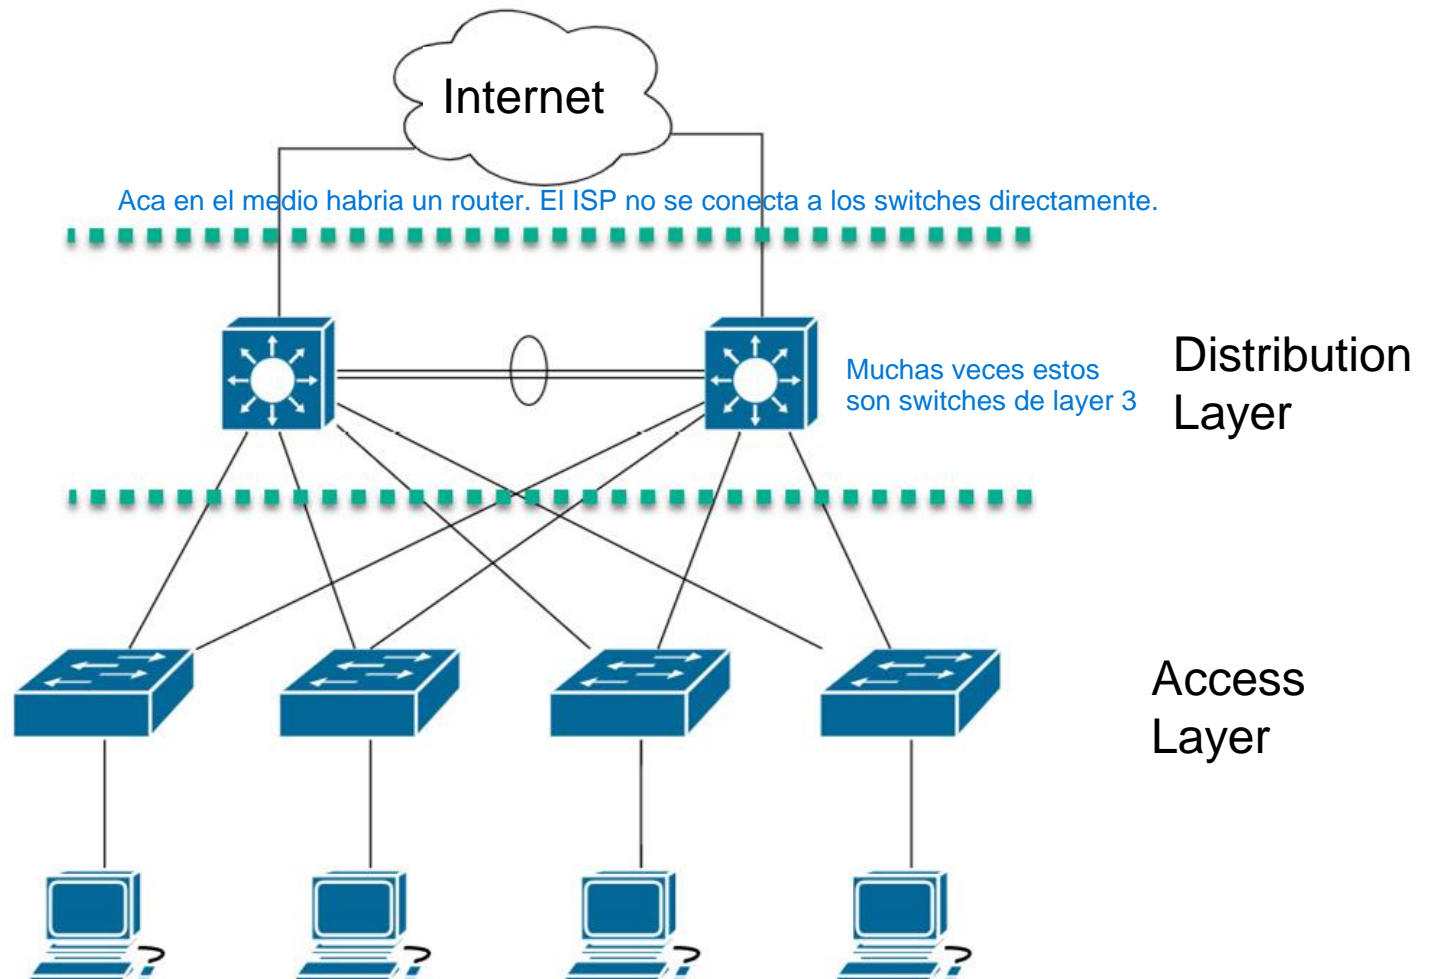 Internet
Aca en el medio habria un router. El ISP no se conecta a los switches directamente.
Muchas veces estos
son switches de layer 3
Distribution
Layer
Access
Layer